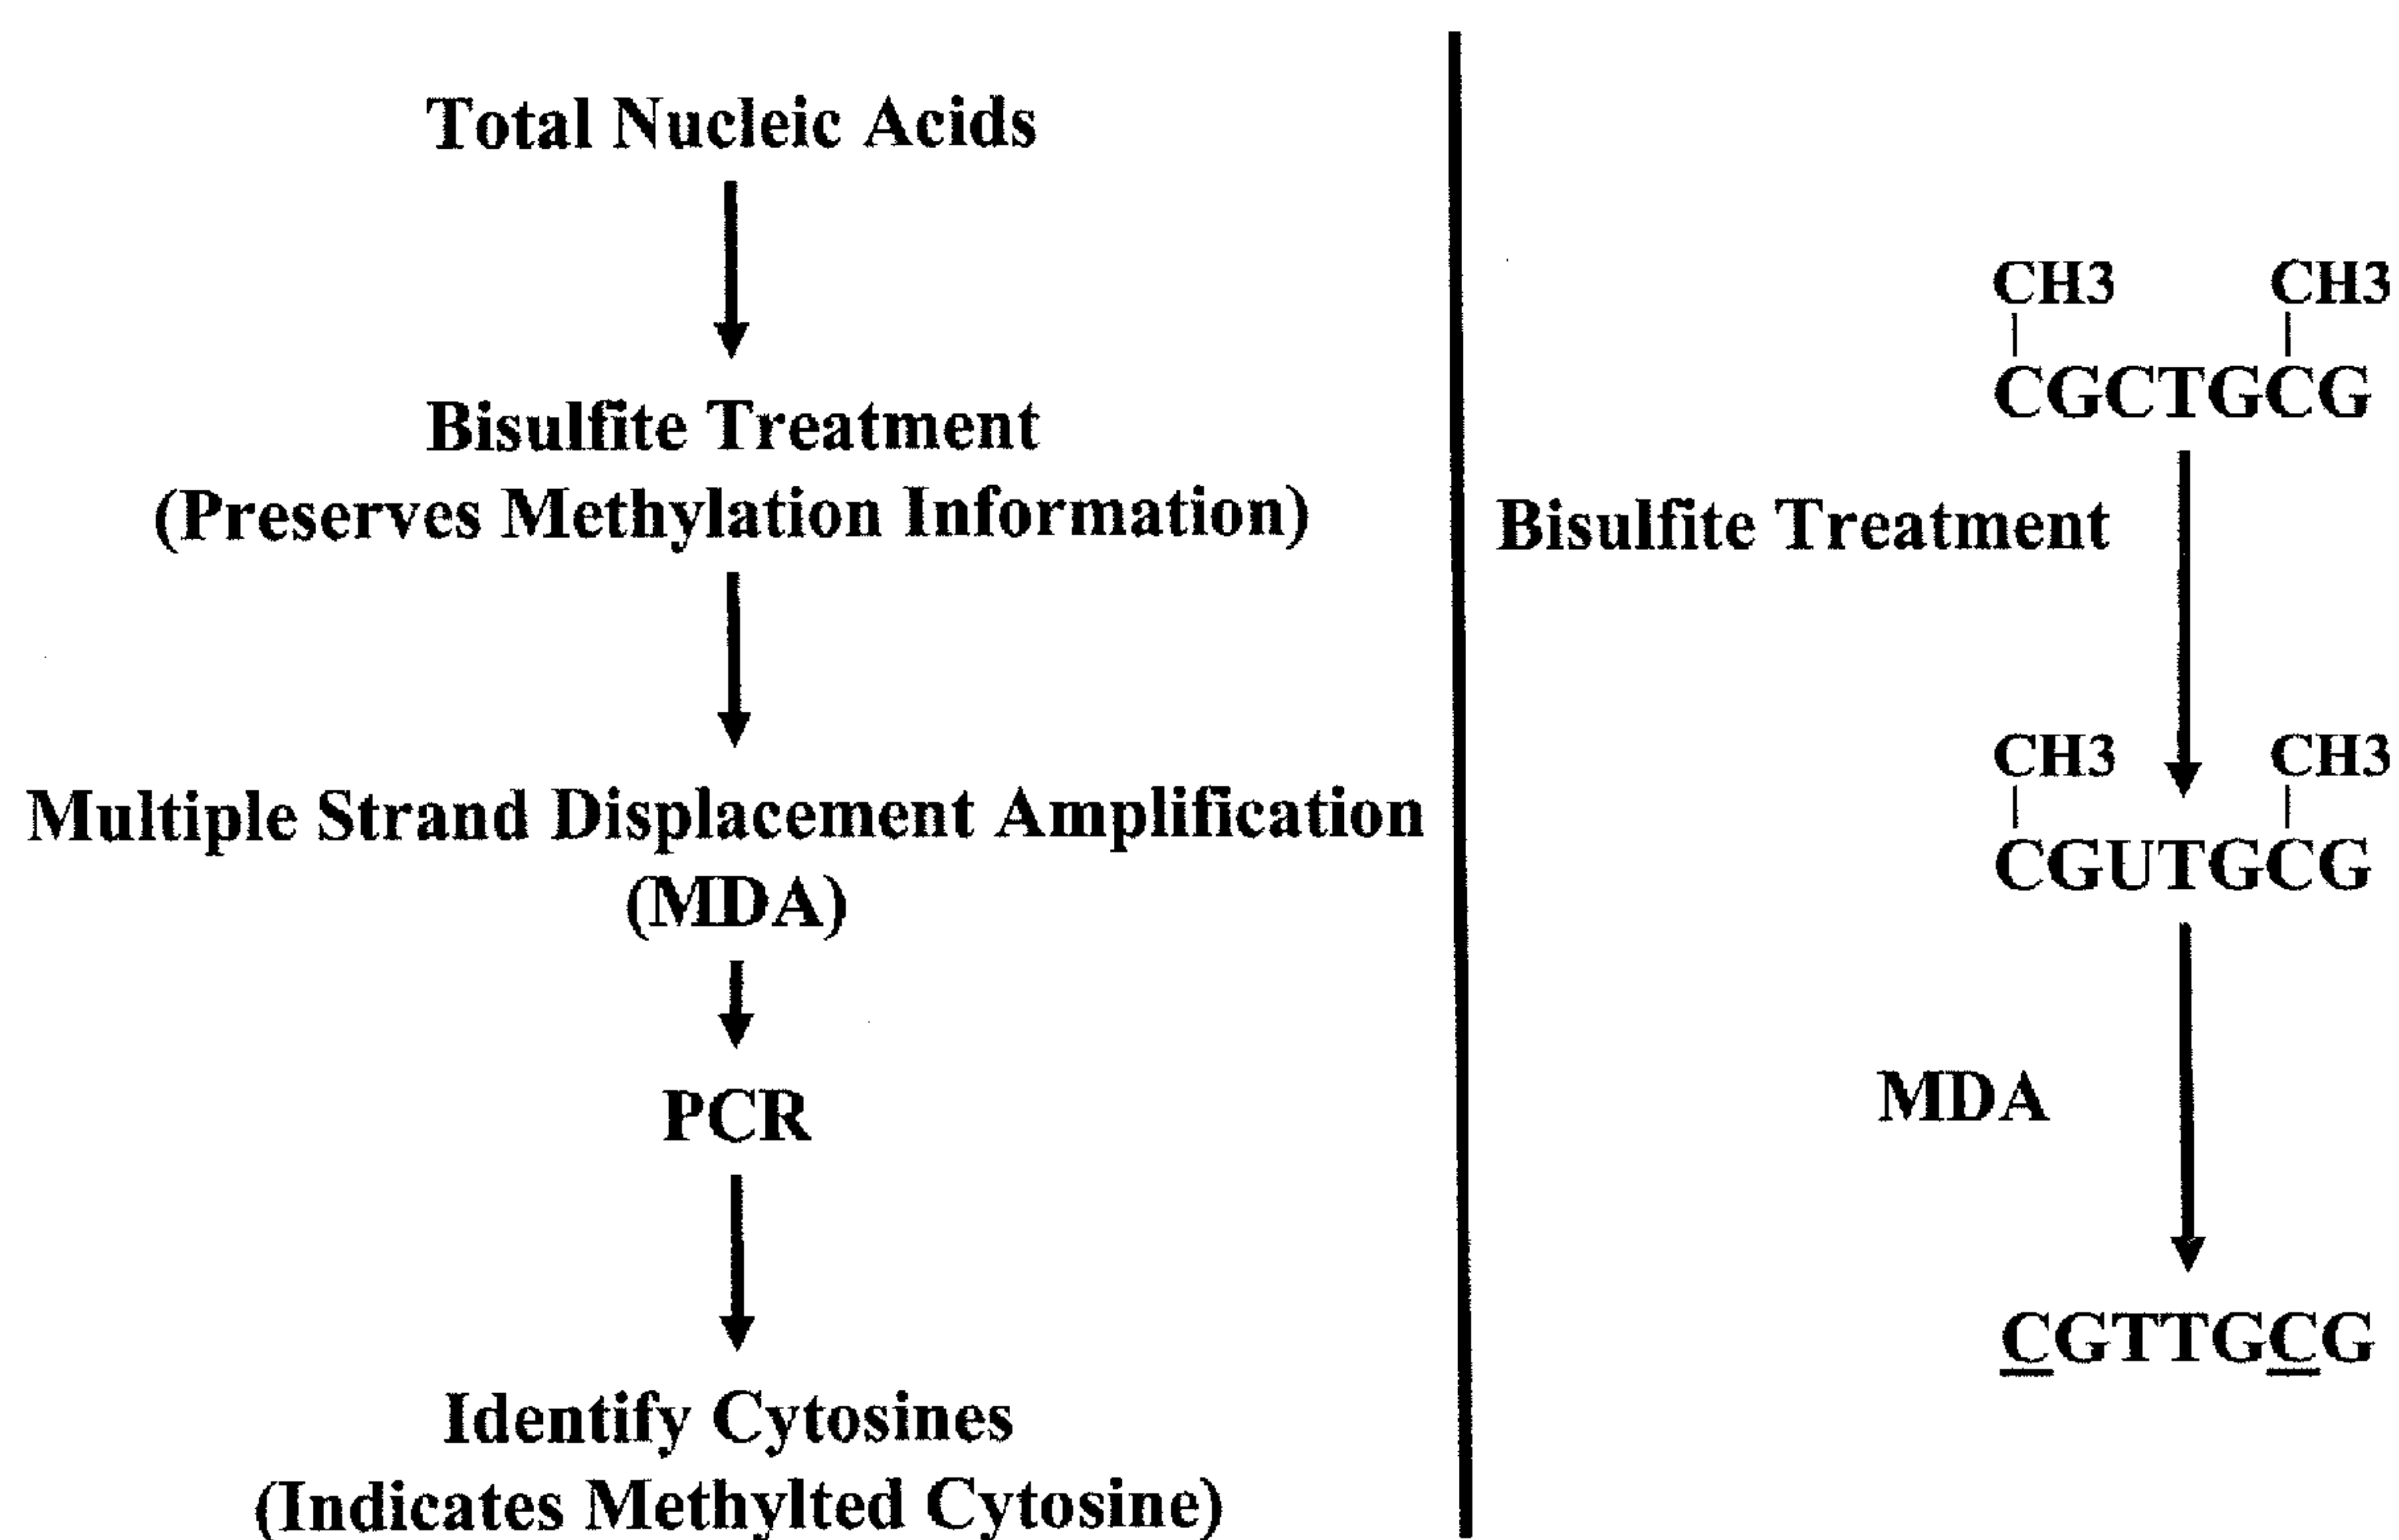 Total Nucleic Acids
Bisulfite Treatment
(Preserves Methylation Information)
Multiple Strand Displacement Amplification
(MDA)
PCR
Identify Cytosines
(Indicates Methylted Cytosine)
CH3 CH3
CGCTGCG
Bisulfite Treatment
CH3 CH3
CGUTGCG
MDA
CGTTGCG